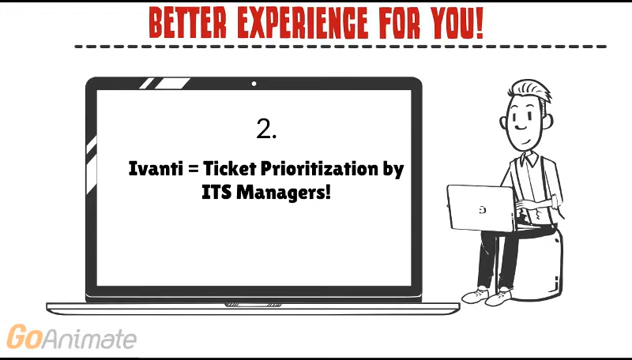 BETTER EXPERIENCE FOR YOU!
2.
Ivanti = Ticket Prioritization by
ITS Managers!
GoAnimate